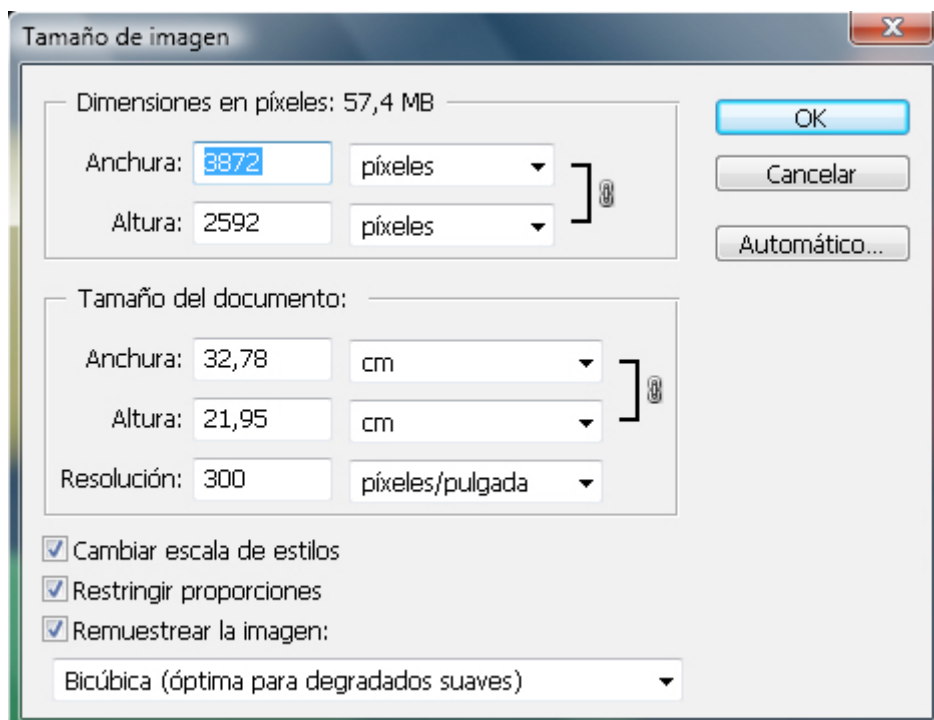 Tamaño de imagen
Dimensiones en píxeles: 57,4 MB
Anchura: 3872 píxeles
Altura: 2592 píxeles
OK
Cancelar
Automático...
Tamaño del documento:
Anchura: 32,78 cm
Altura: 21,95 cm
Resolución: 300 píxeles/pulgada
Cambiar escala de estilos
Restringir proporciones
Remuestrear la imagen:
Bicúbica (óptima para degradados suaves)